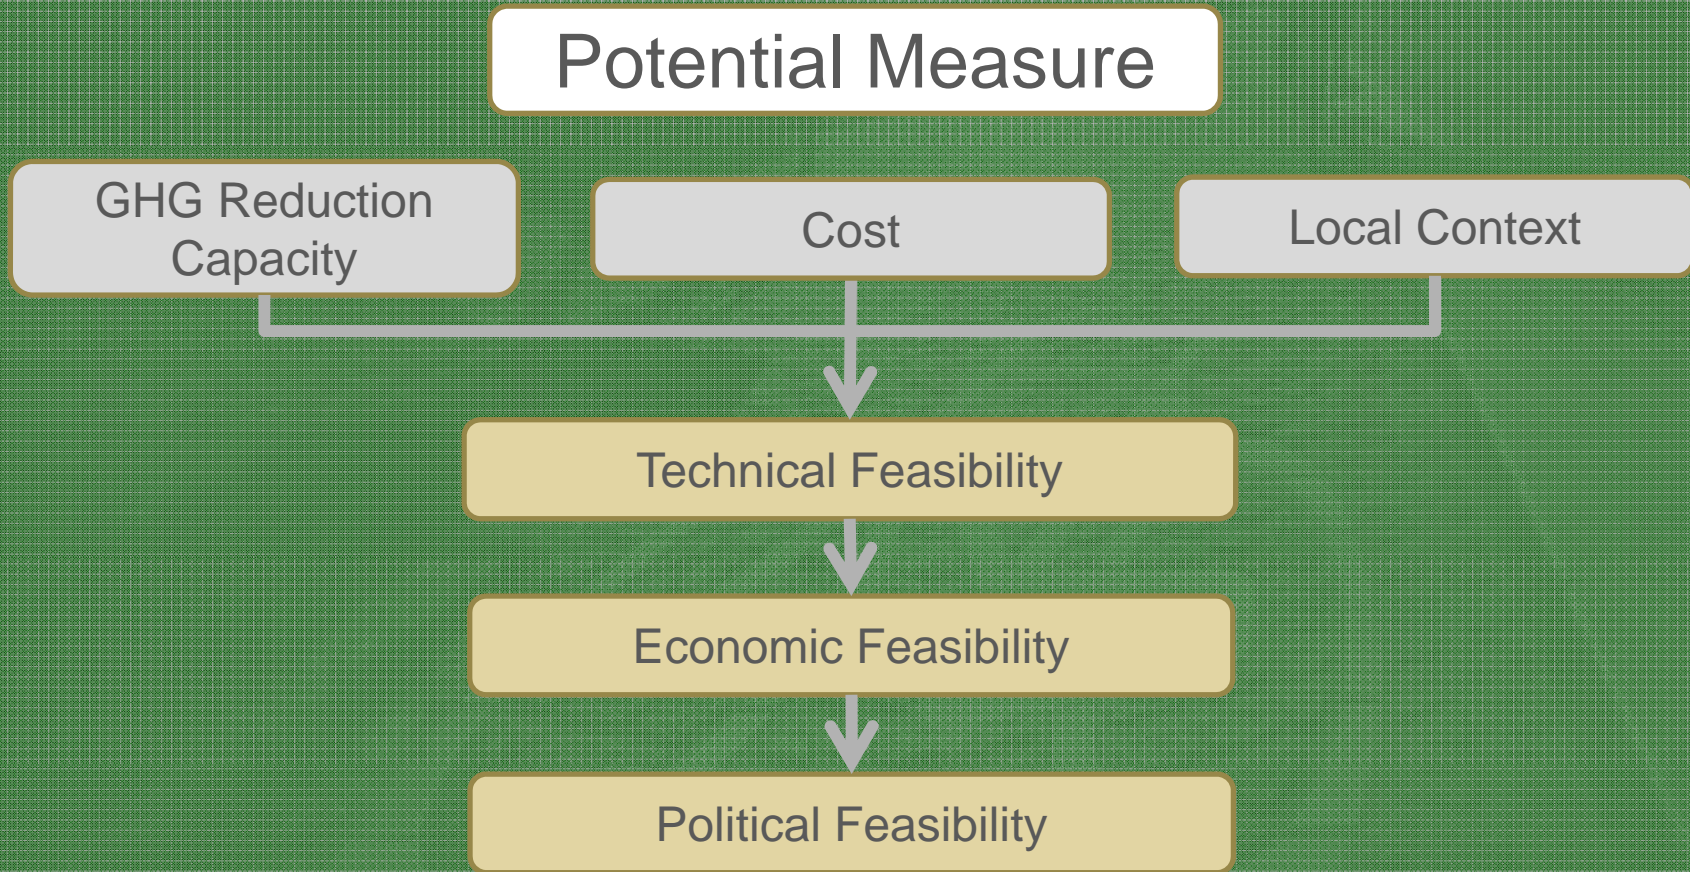 Potential Measure
GHG Reduction
Capacity
Cost
Local Context
Technical Feasibility
Economic Feasibility
Political Feasibility